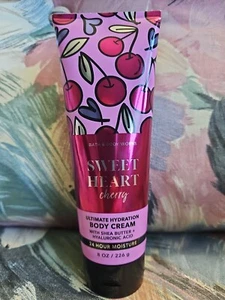 BATH & BODY WORKS
SWEET
HEART
cherry
ULTIMATE HYDRATION
BODY CREAM
WITH SHEA BUTTER +
HYALURONIC ACID
24 HOUR MOISTURE
8 OZ / 226 g